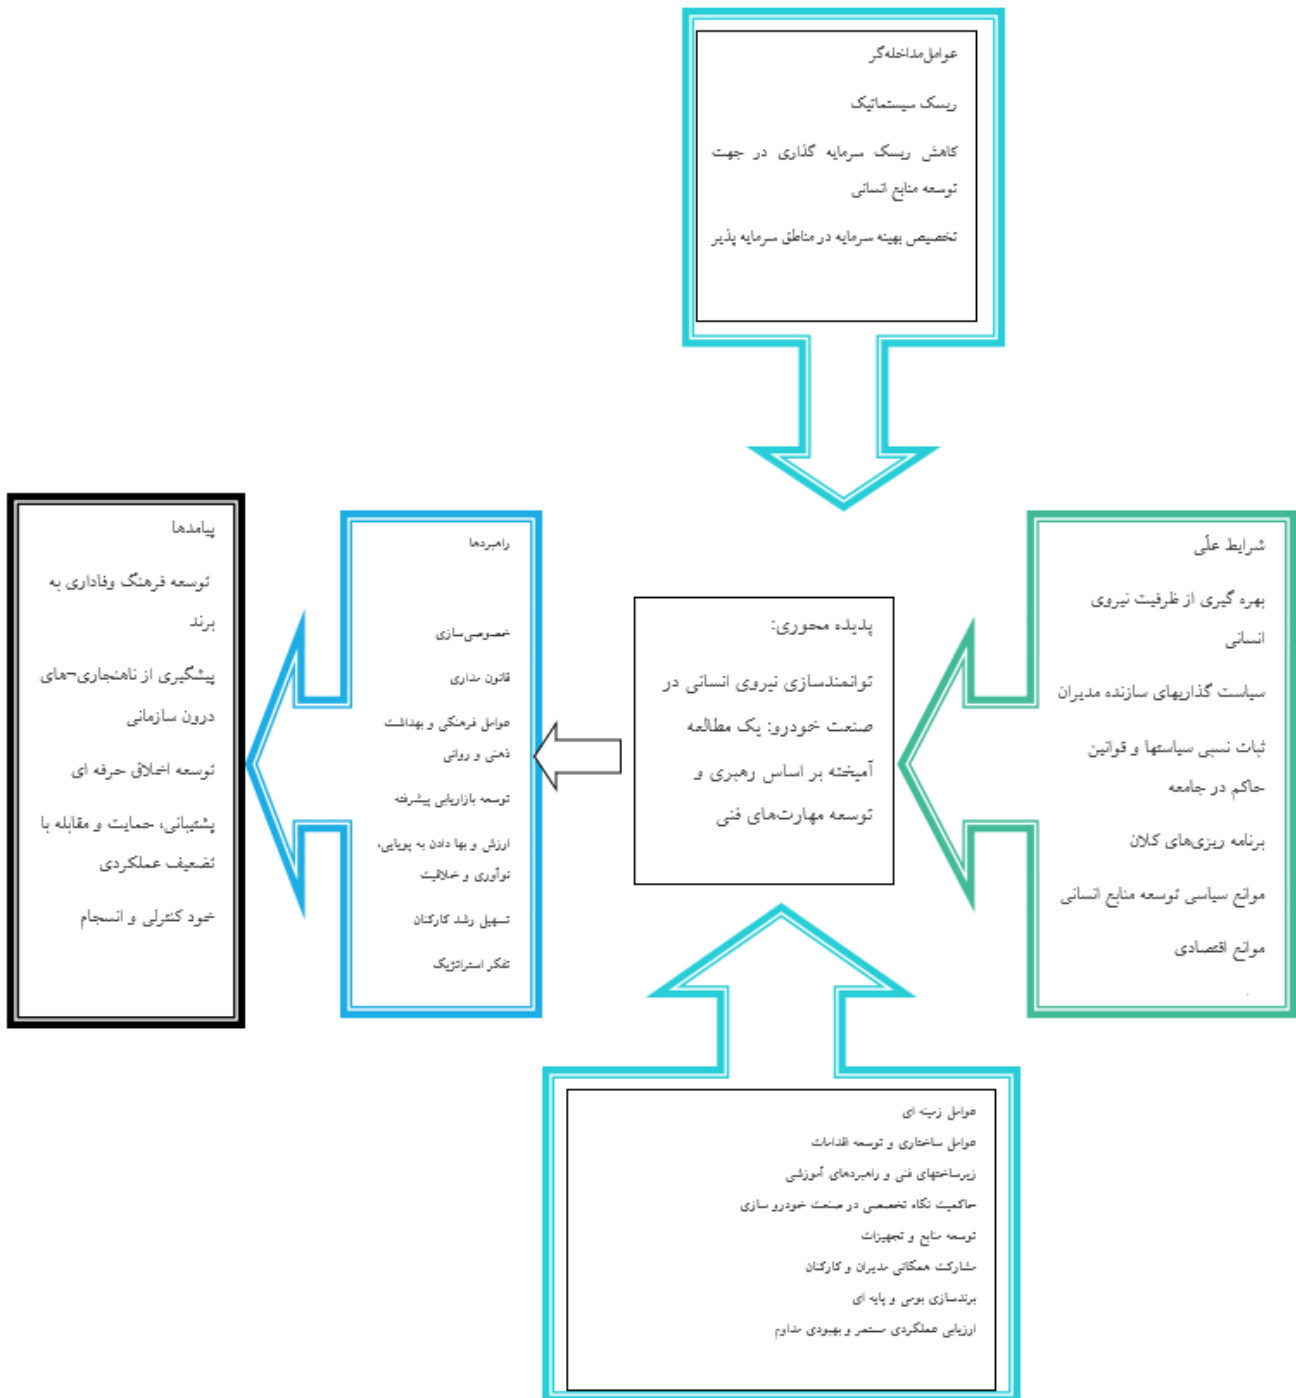 عوامل‌مداخله‌گر
ریسک سیستماتیک
کاهش ریسک سرمایه گذاری در جهت
توسعه منابع انسانی
تخصیص بهینه سرمایه در مناطق سرمایه پذیر
شرایط علّی
بهره گیری از ظرفیت نیروی
انسانی
سیاست گذاریهای سازنده مدیران
ثبات نسبی سیاستها و قوانین
حاکم در جامعه
برنامه ریزی‌های کلان
موانع سیاسی توسعه منابع انسانی
موانع اقتصادی
.
پدیده محوری:
توانمندسازی نیروی انسانی در
صنعت خودرو: یک مطالعه
آمیخته بر اساس رهبری و
توسعه مهارت‌های فنی
راهبردها
خصوصی‌سازی
قانون مداری
عوامل فرهنگی و بهداشت
ذهنی و روانی
توسعه بازاریابی پیشرفته
ارزش و بها دادن به پویایی،
نوآوری و خلاقیت
تسهیل رشد کارکنان
تفکر استراتژیک
پیامدها
توسعه فرهنگ وفاداری به
برند
پیشگیری از ناهنجاری¬های
درون سازمانی
توسعه اخلاق حرفه ای
پشتیبانی، حمایت و مقابله با
تضعیف عملکردی
خود کنترلی و انسجام
عوامل زمینه ای
عوامل ساختاری و توسعه اقدامات
زیرساختهای فنی و راهبردهای آموزشی
حاکمیت نگاه تخصصی در صنعت خودرو سازی
توسعه منابع و تجهیزات
مشارکت همگانی مدیران و کارکنان
برندسازی بومی و پایه ای
ارزیابی عملکردی مستمر و بهبودی مداوم